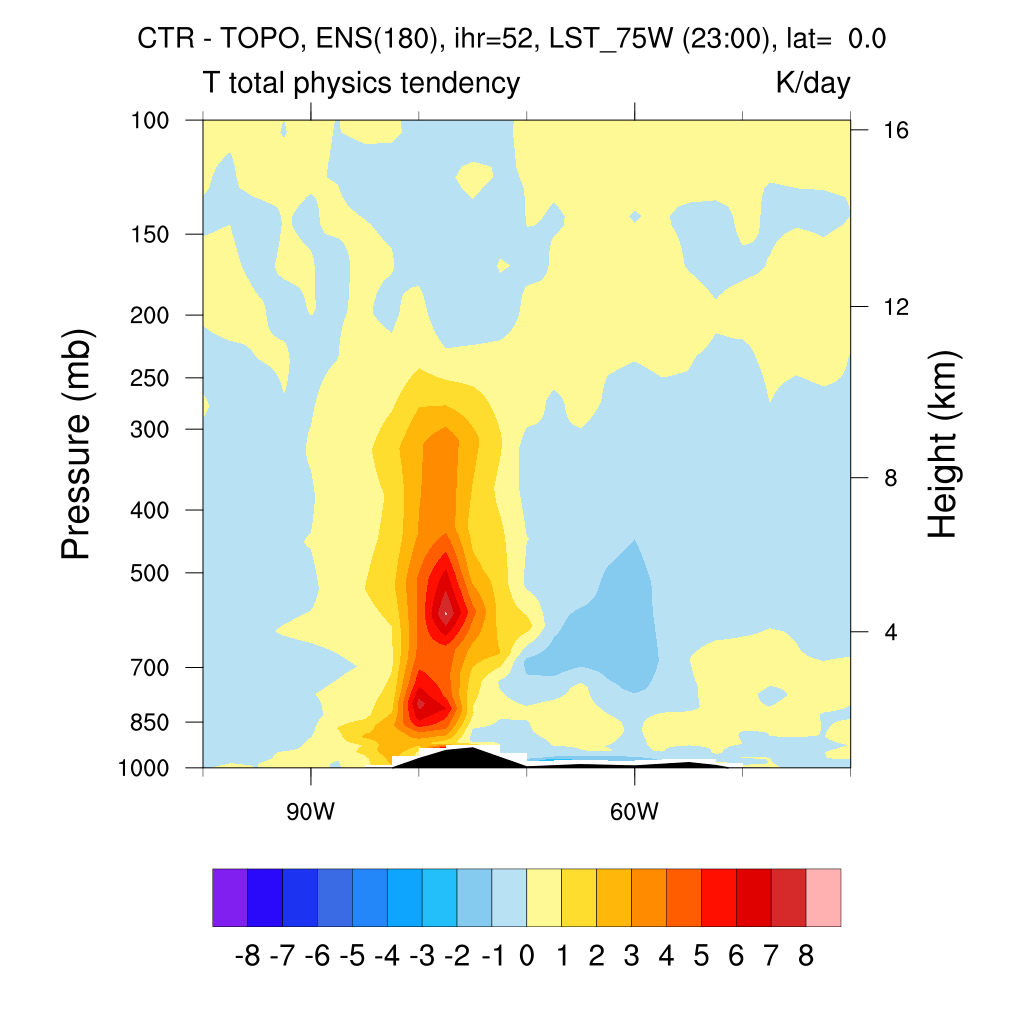 CTR - TOPO, ENS(180), ihr=52, LST_75W (23:00), lat=  0.0
T total physics tendency K/day
100
150
200
250
300
400
500
700
850
1000
Pressure (mb)
16
12
8
4
Height (km)
90W 60W
-8 -7 -6 -5 -4 -3 -2 -1 0 1 2 3 4 5 6 7 8